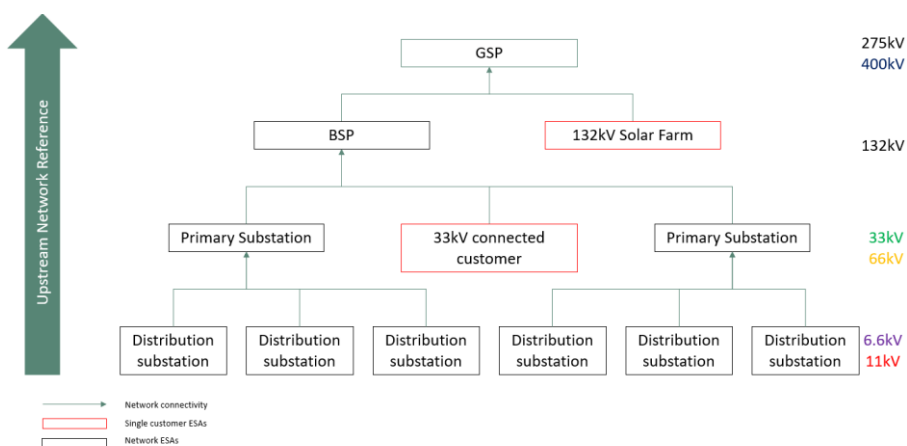 Upstream Network Reference
GSP
275kV
400kV
BSP
132kV Solar Farm
132kV
Primary Substation
33kV connected
customer
Primary Substation
33kV
66kV
Distribution
substation
Distribution
substation
Distribution
substation
Distribution
substation
Distribution
substation
Distribution
substation
6.6kV
11kV
Network connectivity
Single customer ESAs
Network ESAs